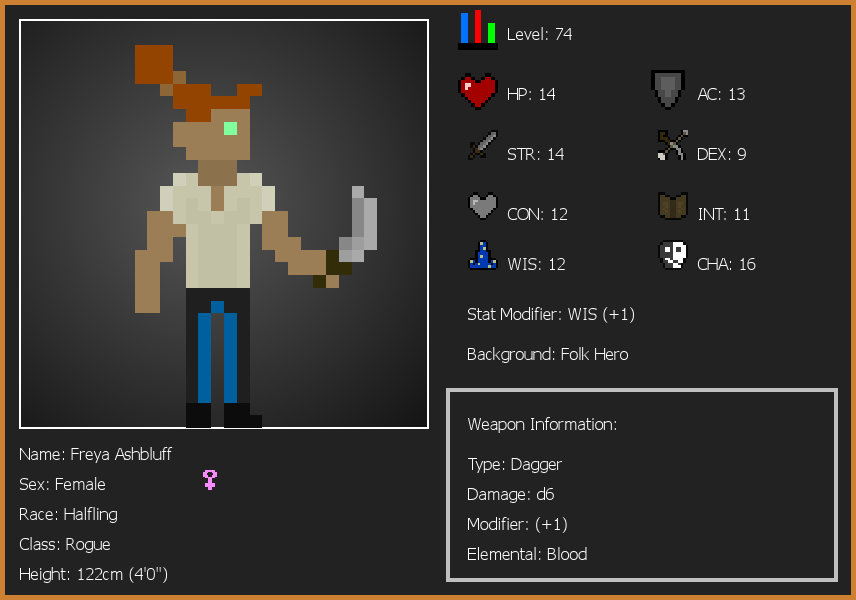 Level: 74
HP: 14
AC: 13
STR: 14
DEX: 9
CON: 12
INT: 11
WIS: 12
CHA: 16
Stat Modifier: WIS (+1)
Background: Folk Hero
Weapon Information:
Type: Dagger
Damage: d6
Modifier: (+1)
Elemental: Blood
Name: Freya Ashbluff
Sex: Female
Race: Halfling
Class: Rogue
Height: 122cm (4'0")